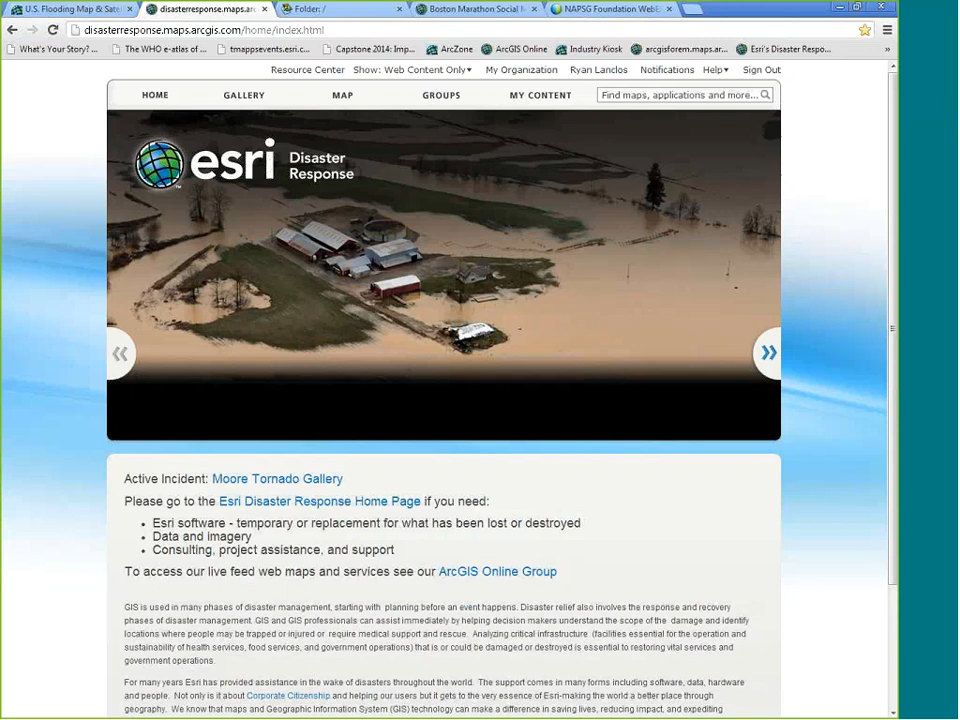 U.S. Flooding Map & Sate
disasterresponse.maps.arc
Folder: /
Boston Marathon Social M
NAPSG Foundation WebE
disasterresponse.maps.arcgis.com/home/index.html
What's Your Story? ...
The WHO e-atlas of ...
tmappsevents.esri.c...
Capstone 2014: Imp...
ArcZone
ArcGIS Online
Industry Kiosk
arcgisforem.maps.ar...
Esri's Disaster Respo...
»
Resource Center Show: Web Content Only My Organization Ryan Lanclos Notifications Help Sign Out
HOME GALLERY MAP GROUPS MY CONTENT Find maps, applications and more...
esri Disaster
Response
Active Incident: Moore Tornado Gallery
Please go to the Esri Disaster Response Home Page if you need:
• Esri software - temporary or replacement for what has been lost or destroyed
• Data and imagery
• Consulting, project assistance, and support
To access our live feed web maps and services see our ArcGIS Online Group
GIS is used in many phases of disaster management, starting with planning before an event happens. Disaster relief also involves the response and recovery
phases of disaster management. GIS and GIS professionals can assist immediately by helping decision makers understand the scope of the damage and identify
locations where people may be trapped or injured or require medical support and rescue. Analyzing critical infrastructure (facilities essential for the operation and
sustainability of health services, food services, and government operations) that is or could be damaged or destroyed is essential to restoring vital services and
government operations.
For many years Esri has provided assistance in the wake of disasters throughout the world. The support comes in many forms including software, data, hardware
and people. Not only is it about Corporate Citizenship and helping our users but it gets to the very essence of Esri-making the world a better place through
geography. We know that maps and Geographic Information System (GIS) technology can make a difference in saving lives, reducing impact, and expediting